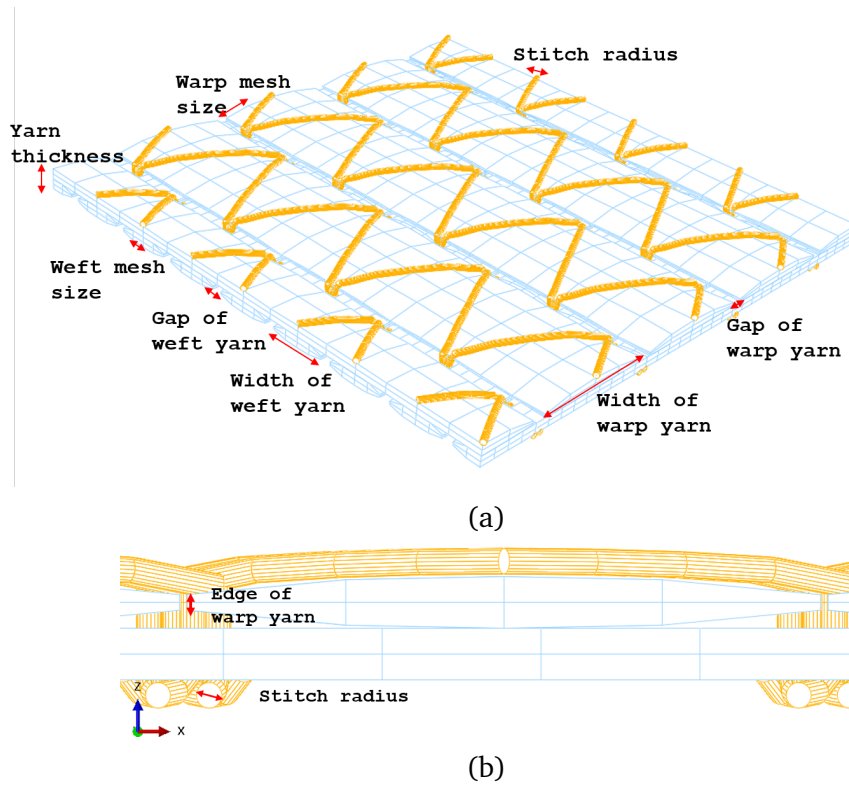 Stitch radius
Warp mesh
size
Yarn
thickness
Weft mesh
size
Gap of
weft yarn
Width of
weft yarn
Gap of
warp yarn
Width of
warp yarn
(a)
Edge of
warp yarn
Stitch radius
Z
X
(b)